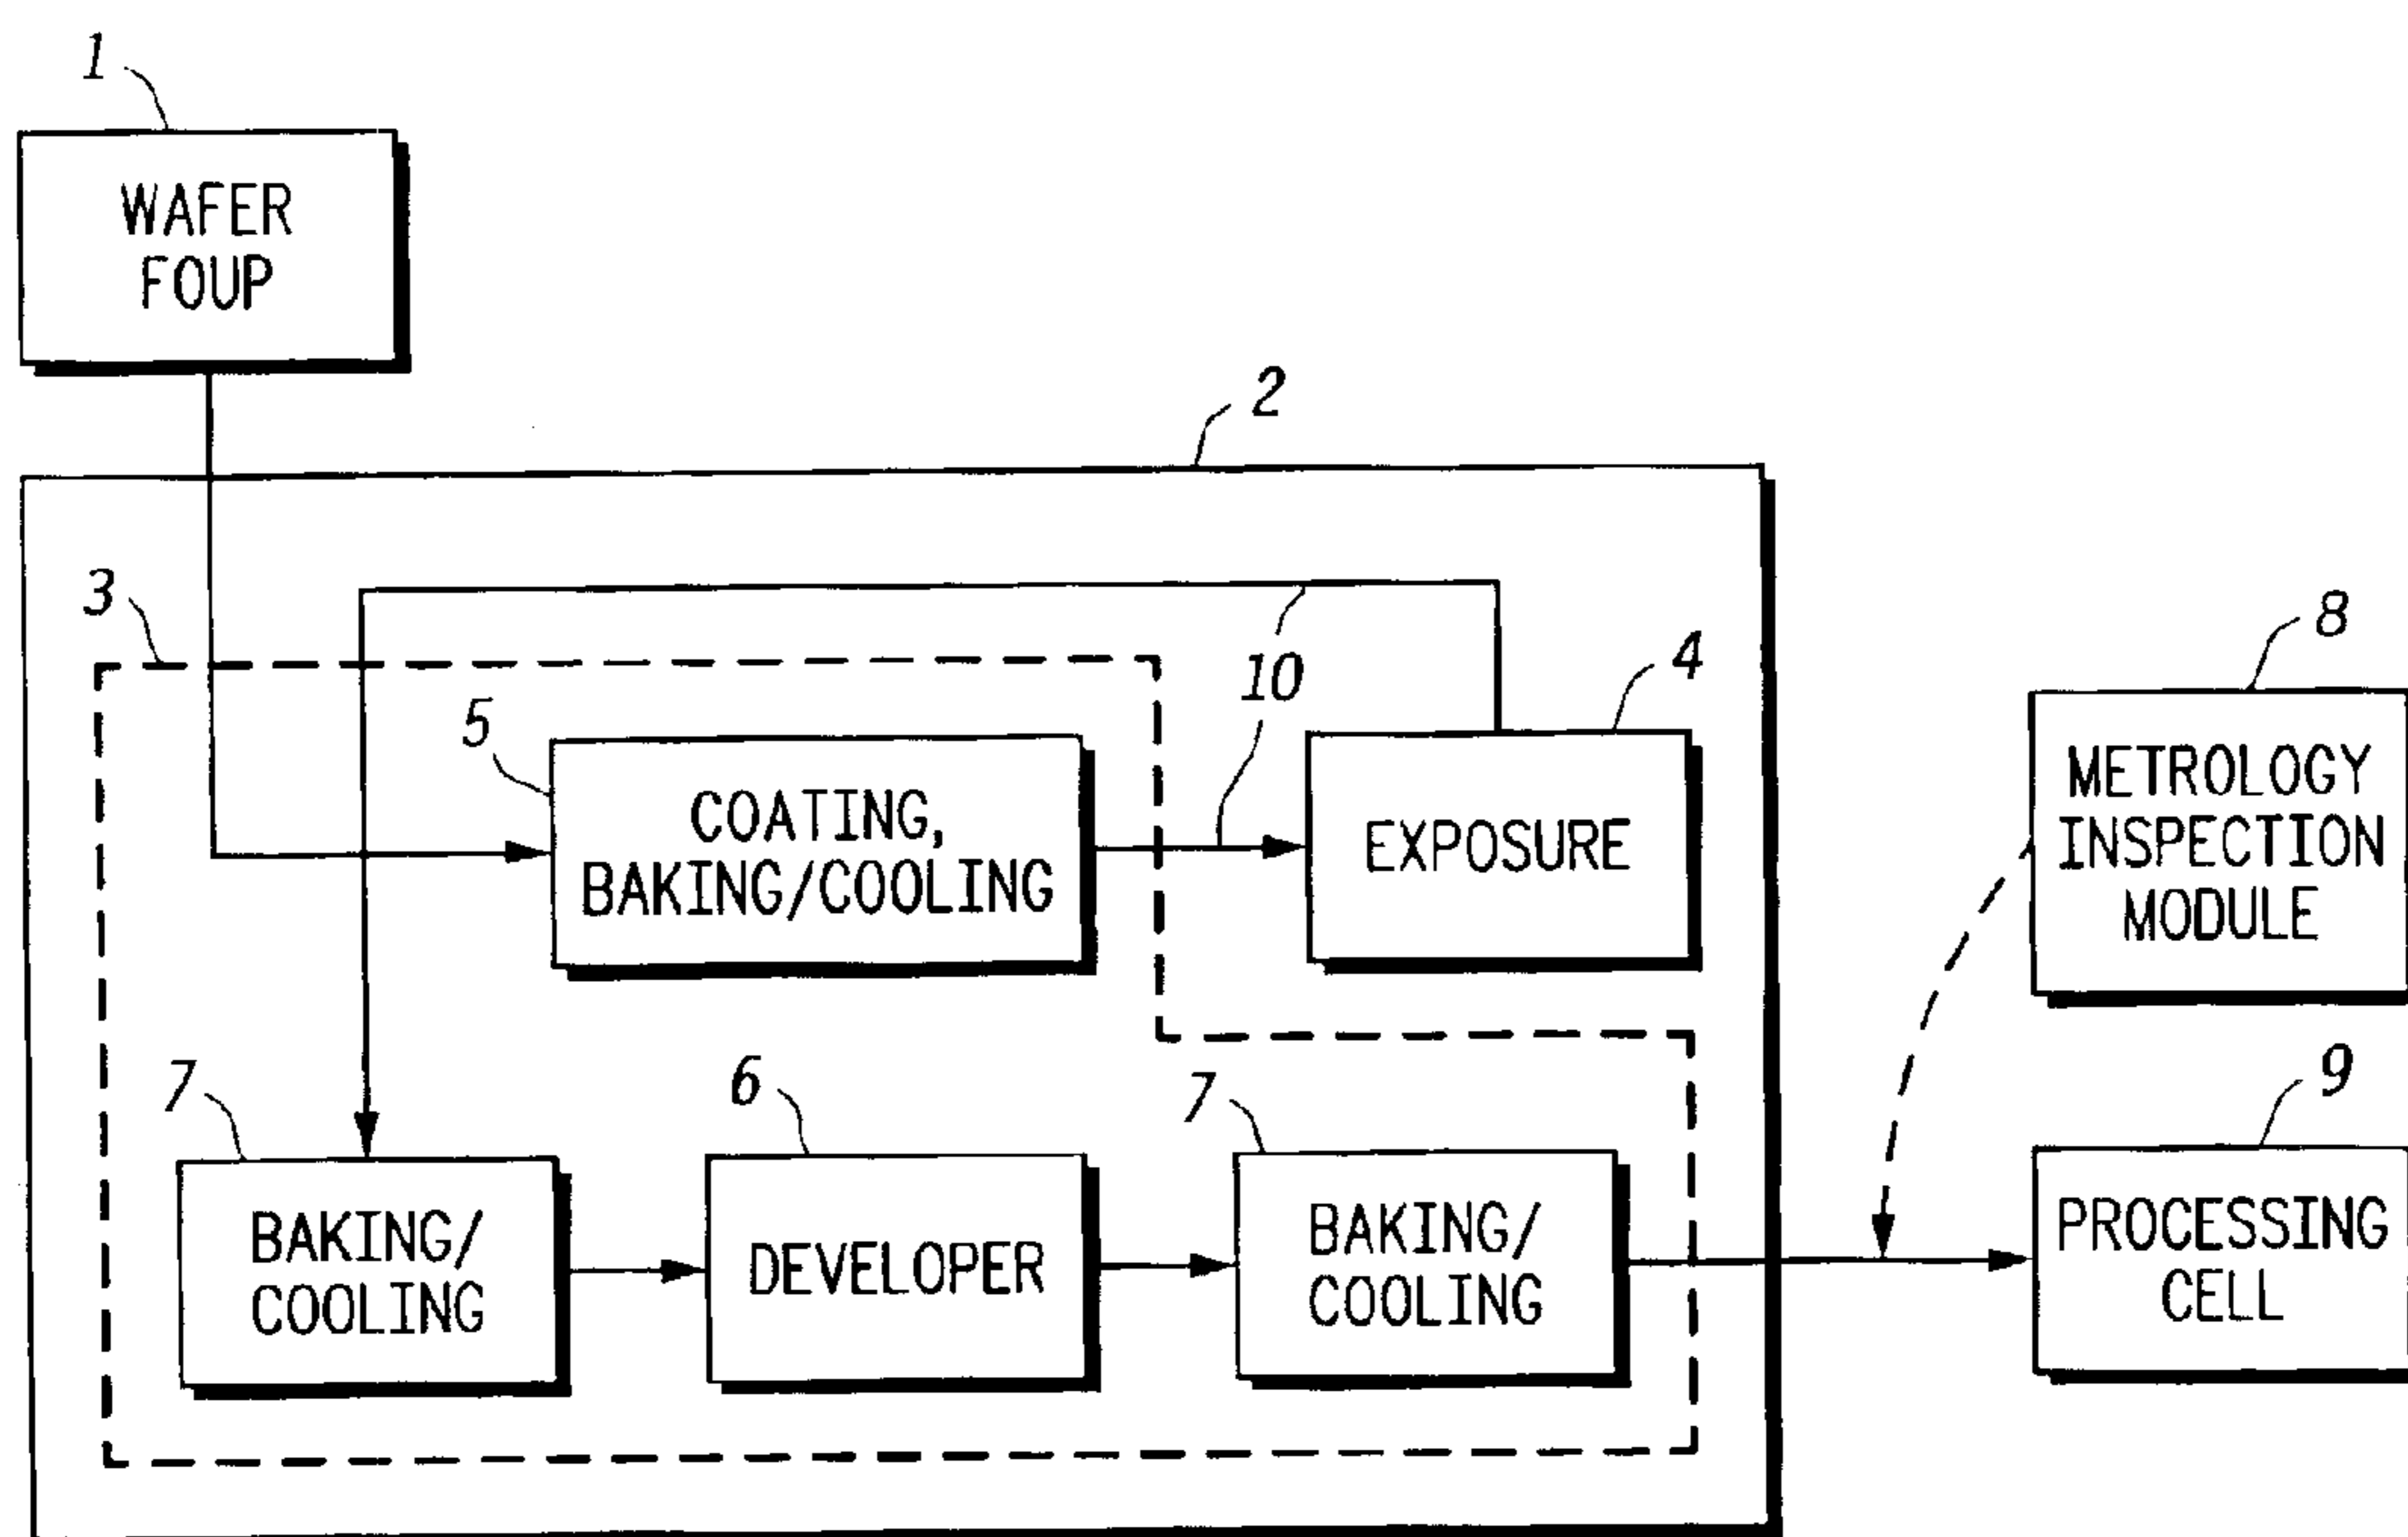 1
WAFER
FOUP
2
3
10
4
5
COATING,
BAKING/COOLING
EXPOSURE
8
METROLOGY
INSPECTION
MODULE
7
BAKING/
COOLING
6
DEVELOPER
7
BAKING/
COOLING
9
PROCESSING
CELL